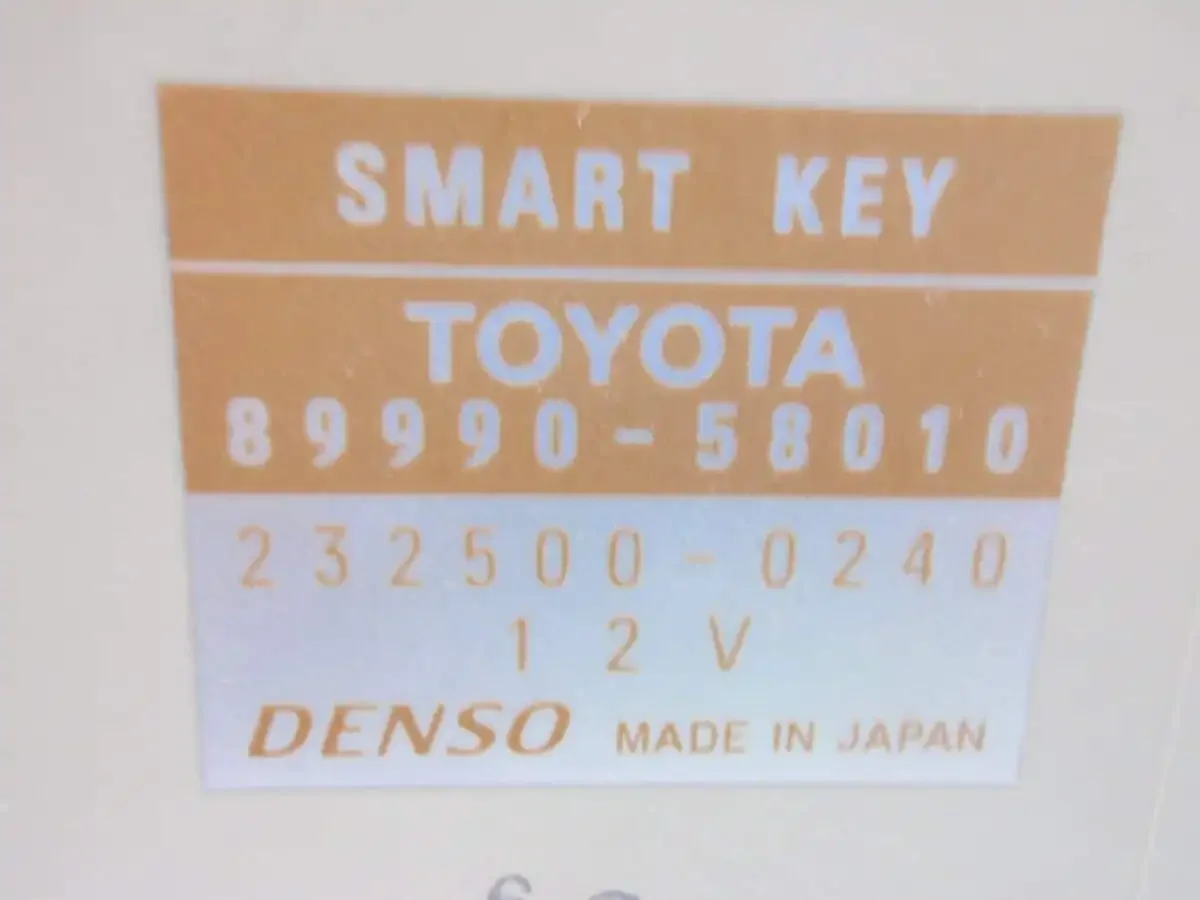 SMART KEY
TOYOTA
89990-58010
232500-0240
12V
DENSO MADE IN JAPAN